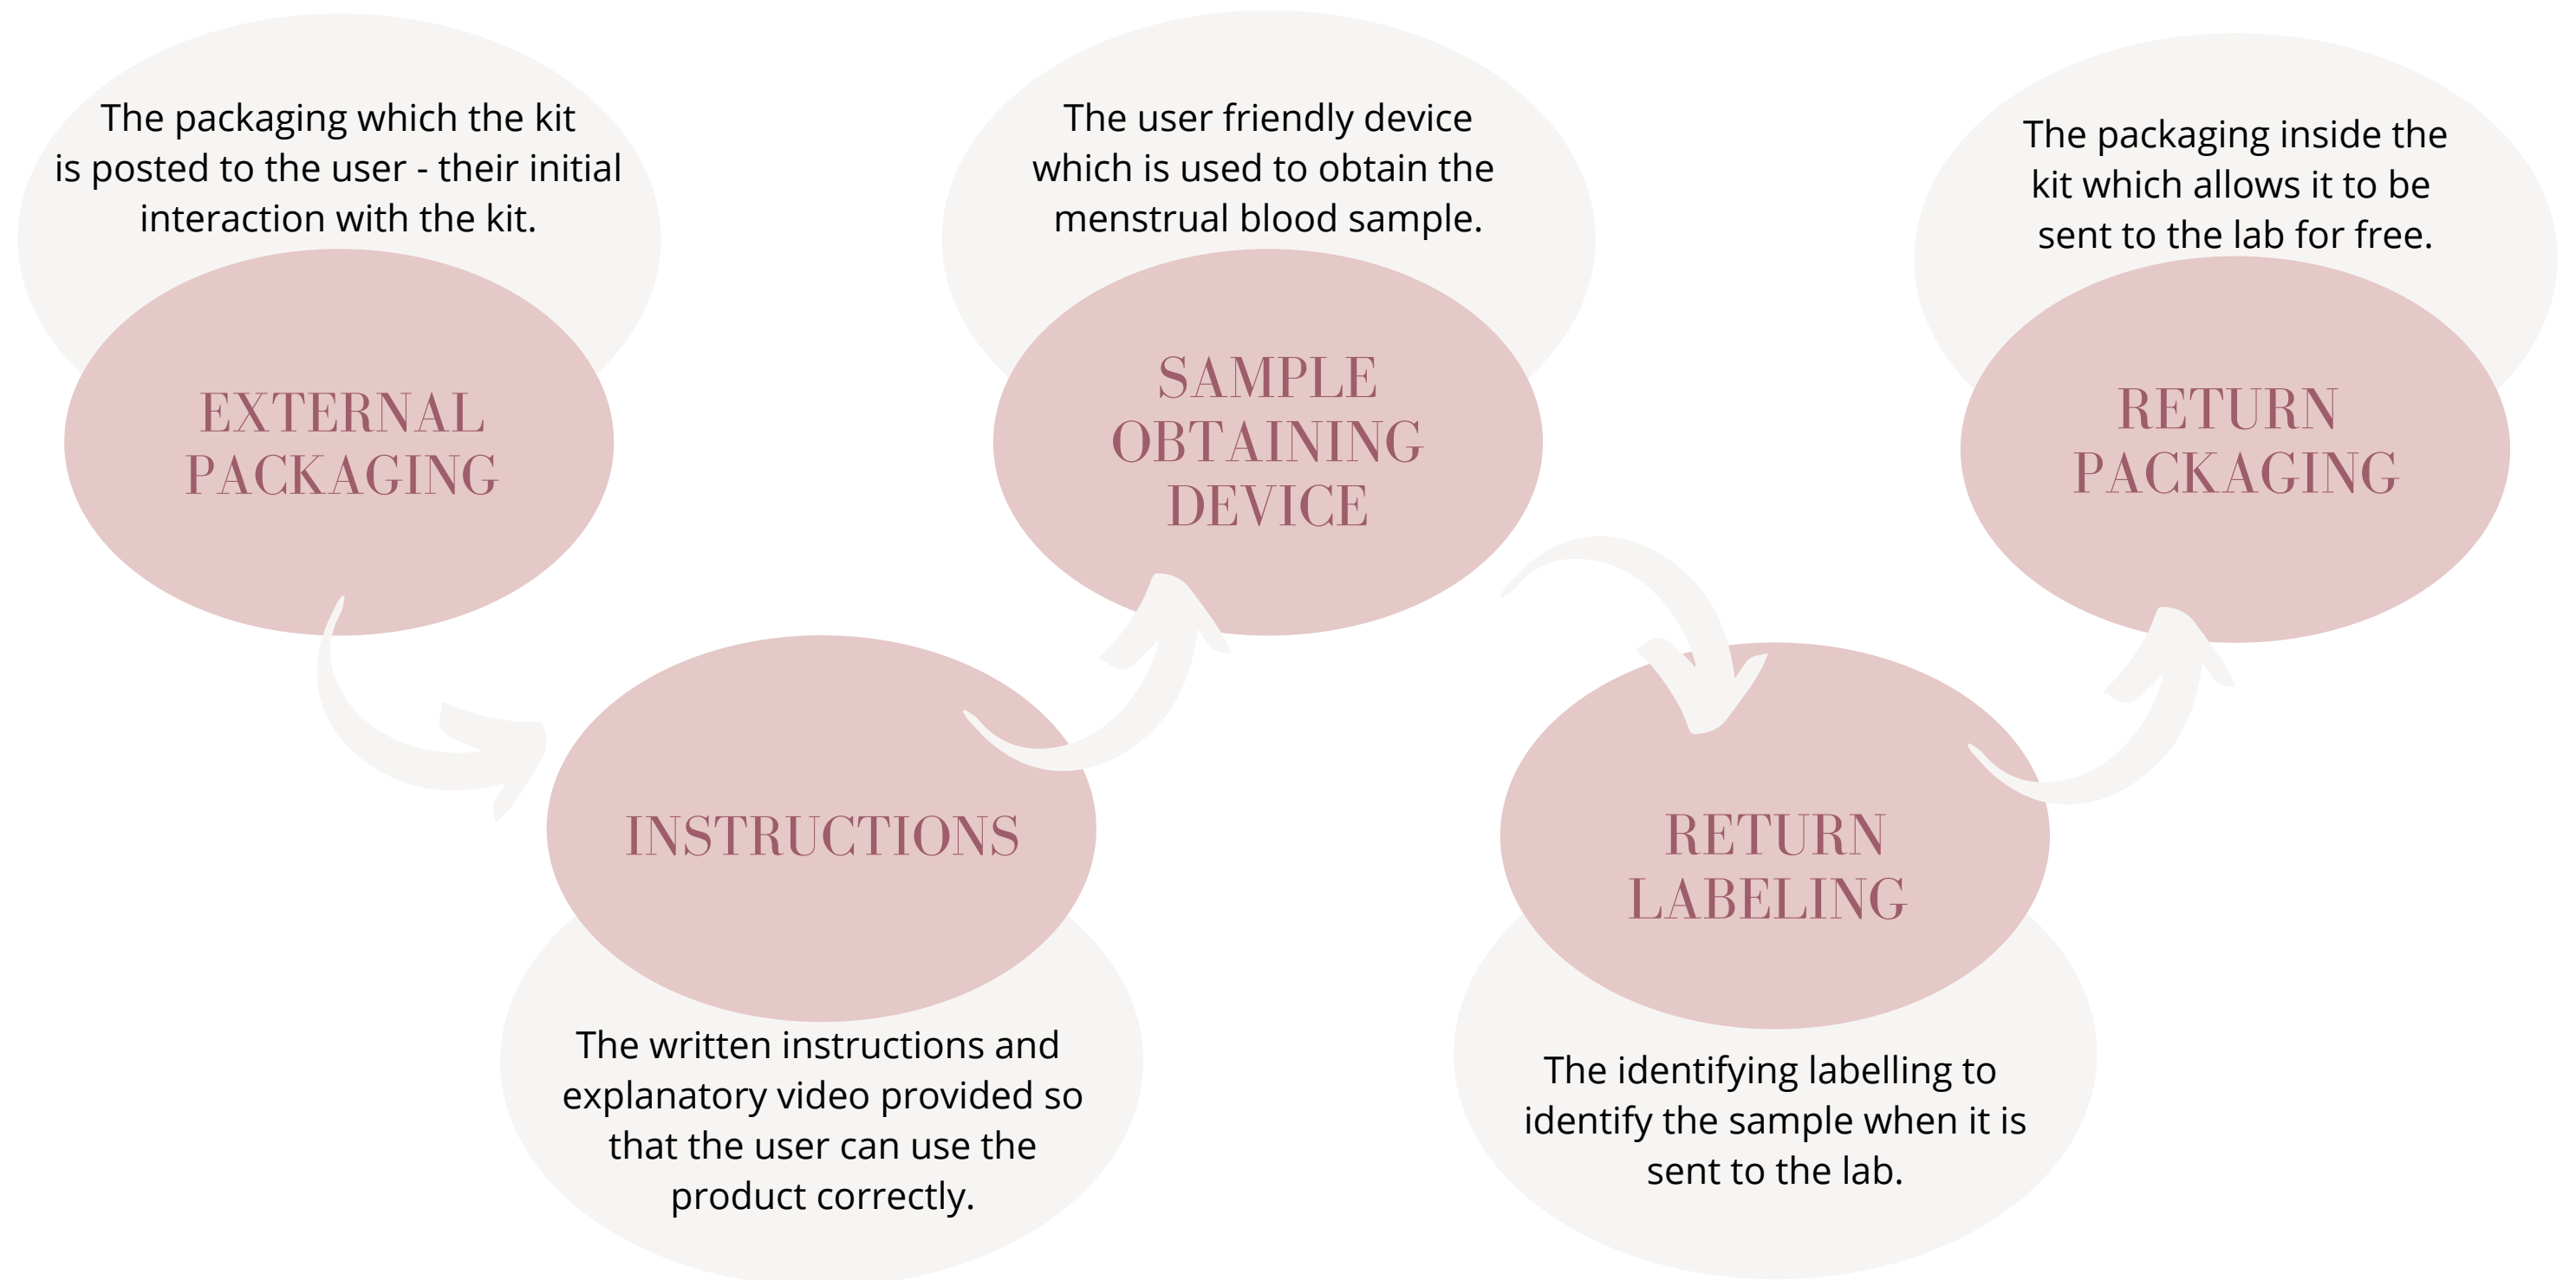 The packaging which the kit
is posted to the user - their initial
interaction with the kit.
EXTERNAL
PACKAGING
INSTRUCTIONS
The written instructions and
explanatory video provided so
that the user can use the
product correctly.
The user friendly device
which is used to obtain the
menstrual blood sample.
SAMPLE
OBTAINING
DEVICE
RETURN
LABELING
The identifying labelling to
identify the sample when it is
sent to the lab.
The packaging inside the
kit which allows it to be
sent to the lab for free.
RETURN
PACKAGING